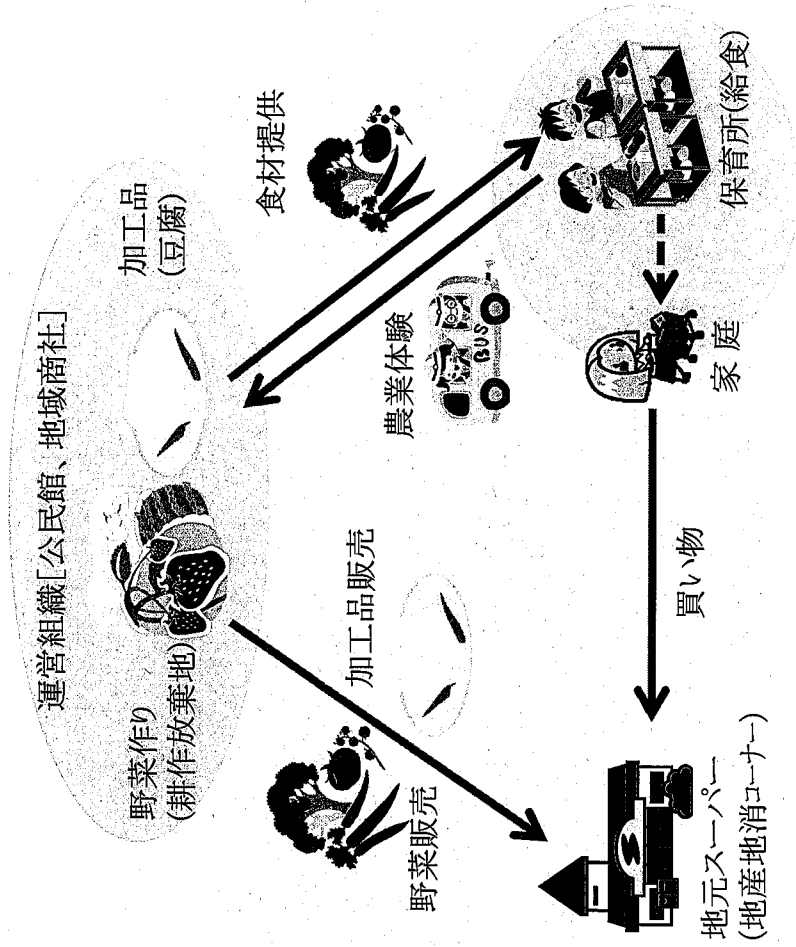 運営組織[公民館、地域商社]
野菜作り
(耕作放棄地)
加工品
(豆腐)
野菜販売
加工品販売
農業体験
BUS
食材提供
地元スーパー
(地産地消コーナー)
買い物
家庭
保育所(給食)